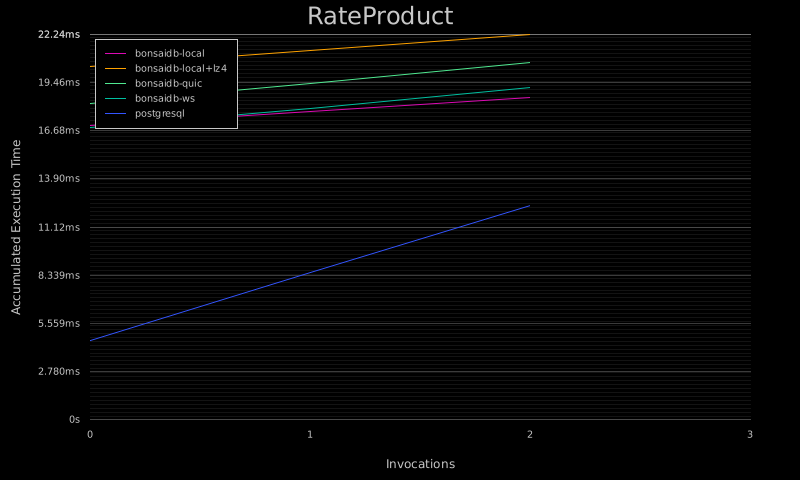 RateProduct
22.24ms
19.46ms
16.68ms
13.90ms
11.12ms
8.339ms
5.559ms
2.780ms
0s
bonsaidb-local
bonsaidb-local+lz4
bonsaidb-quic
bonsaidb-ws
postgresql
Accumulated Execution Time
0 1 2 3
Invocations